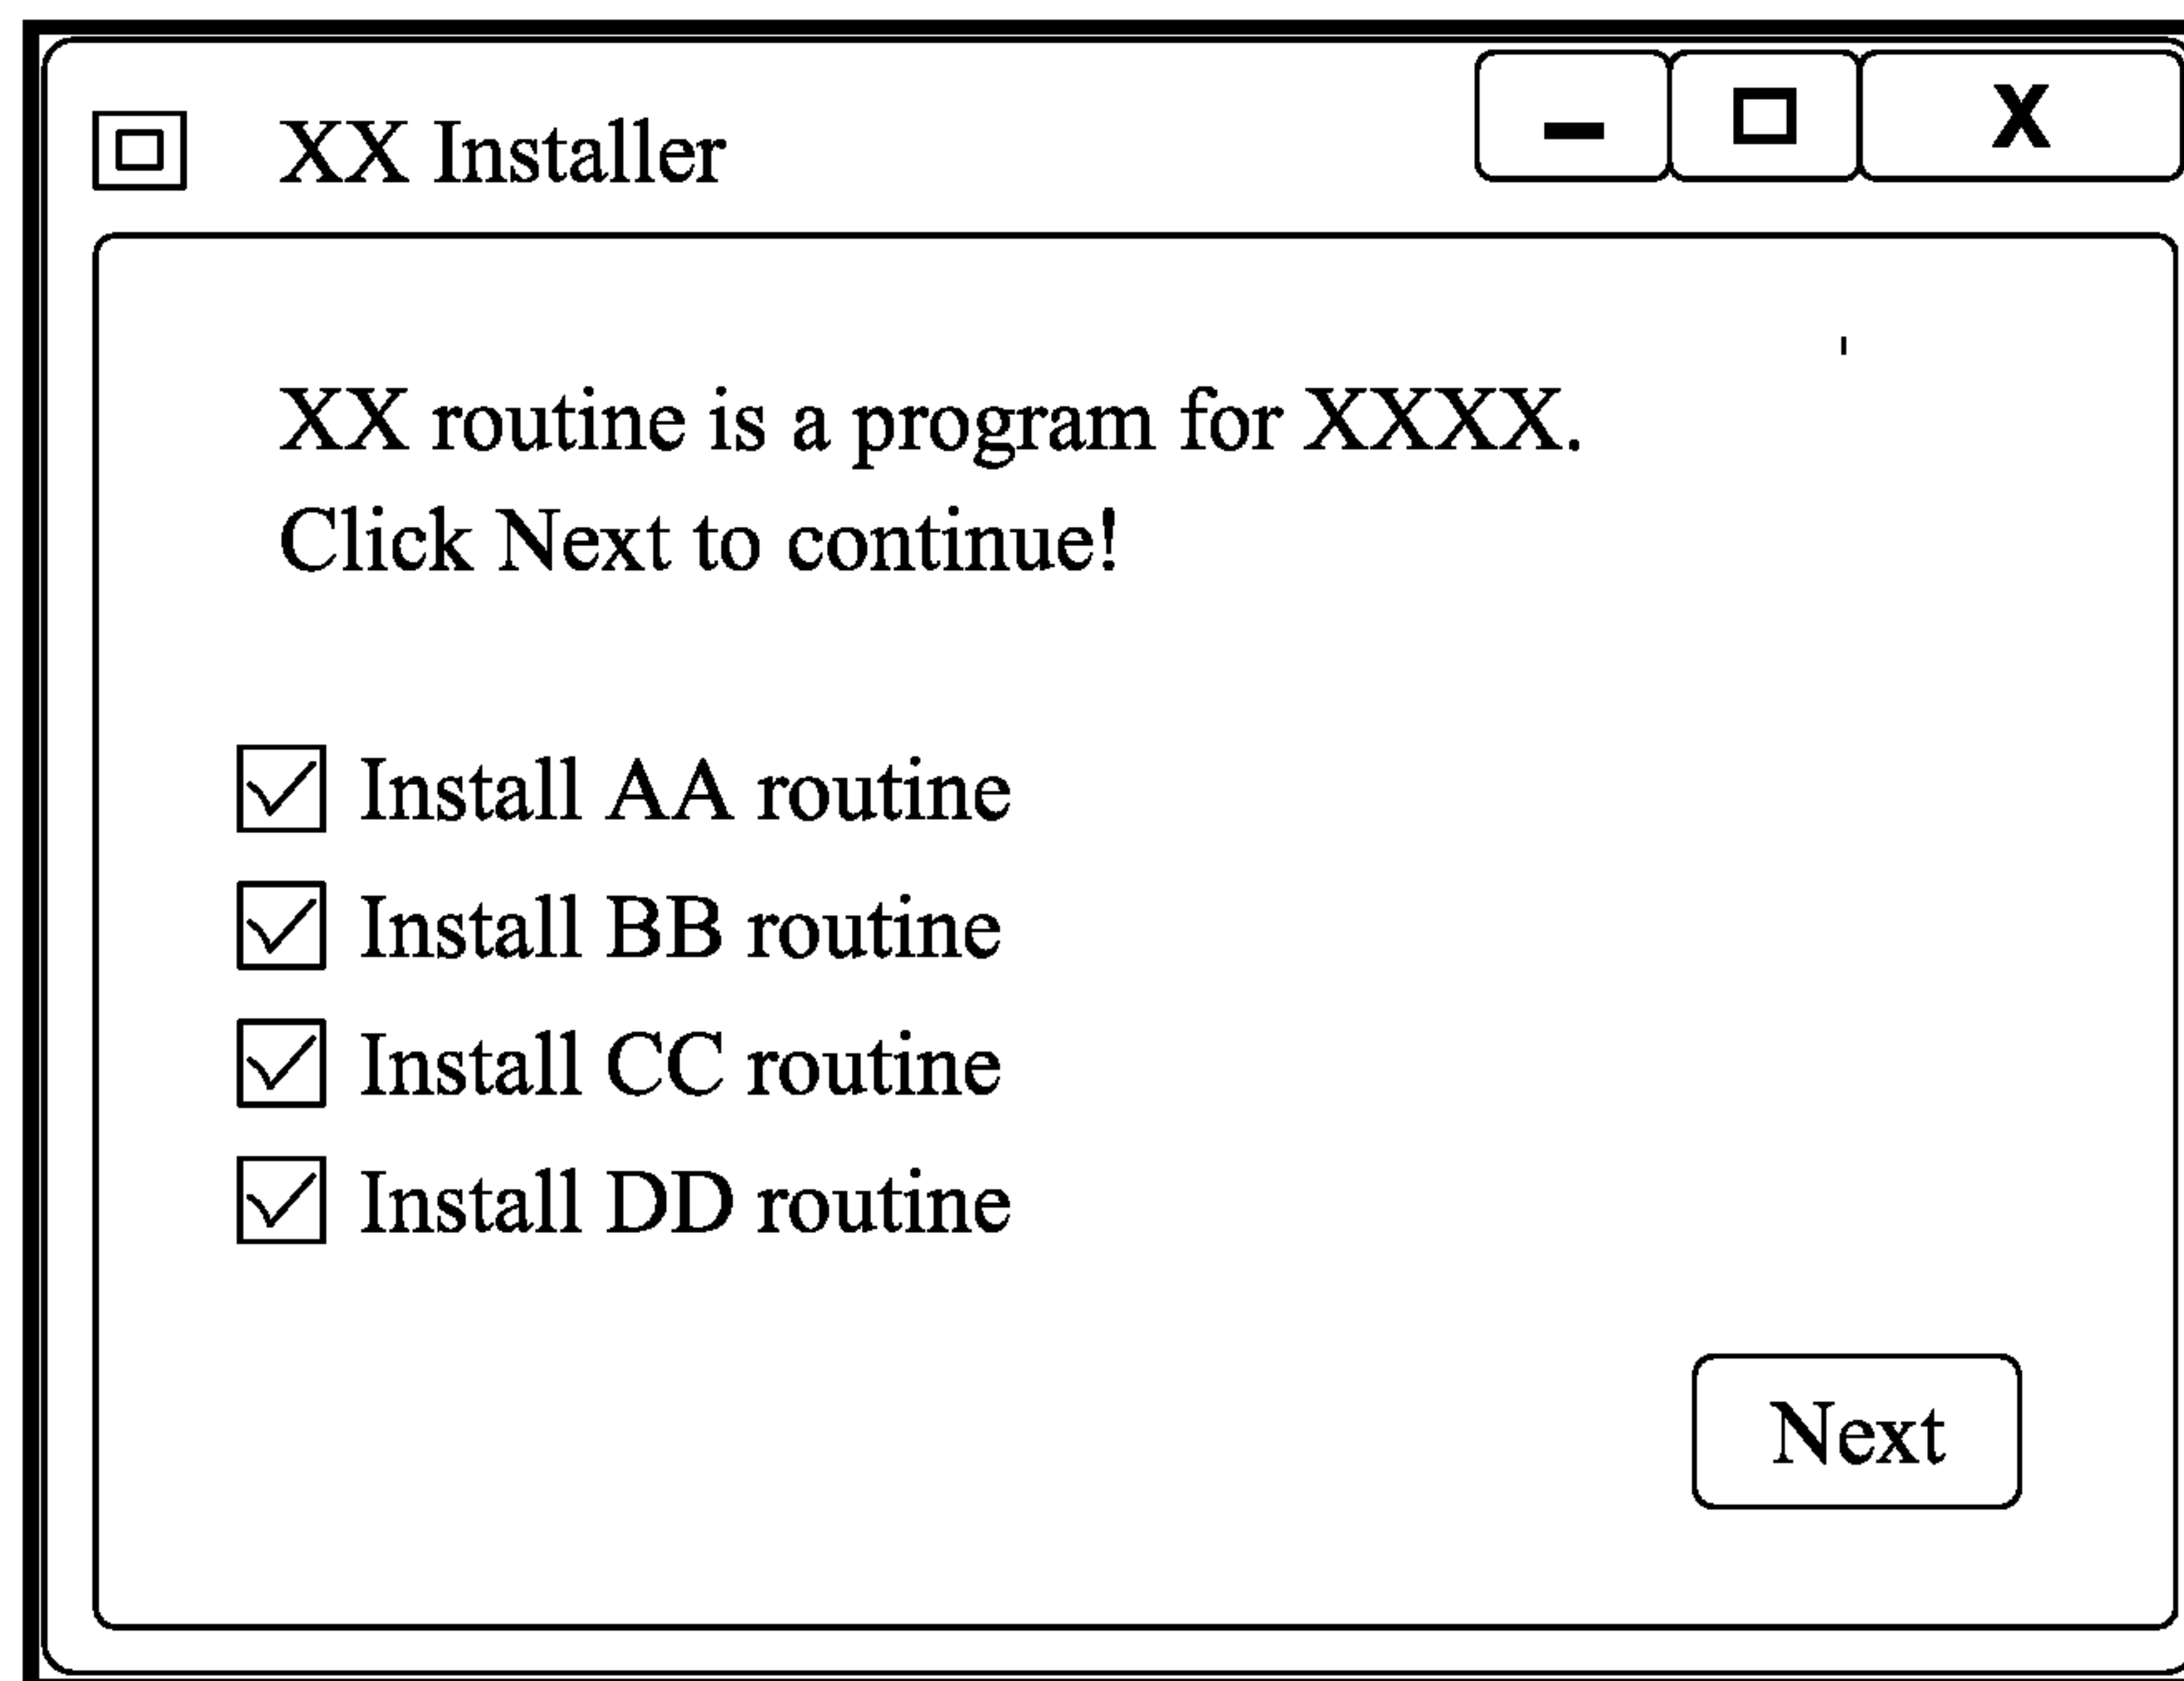 XX Installer
X
XX routine is a program for XXXX.
Click Next to continue!
Install AA routine
Install BB routine
Install CC routine
Install DD routine
Next